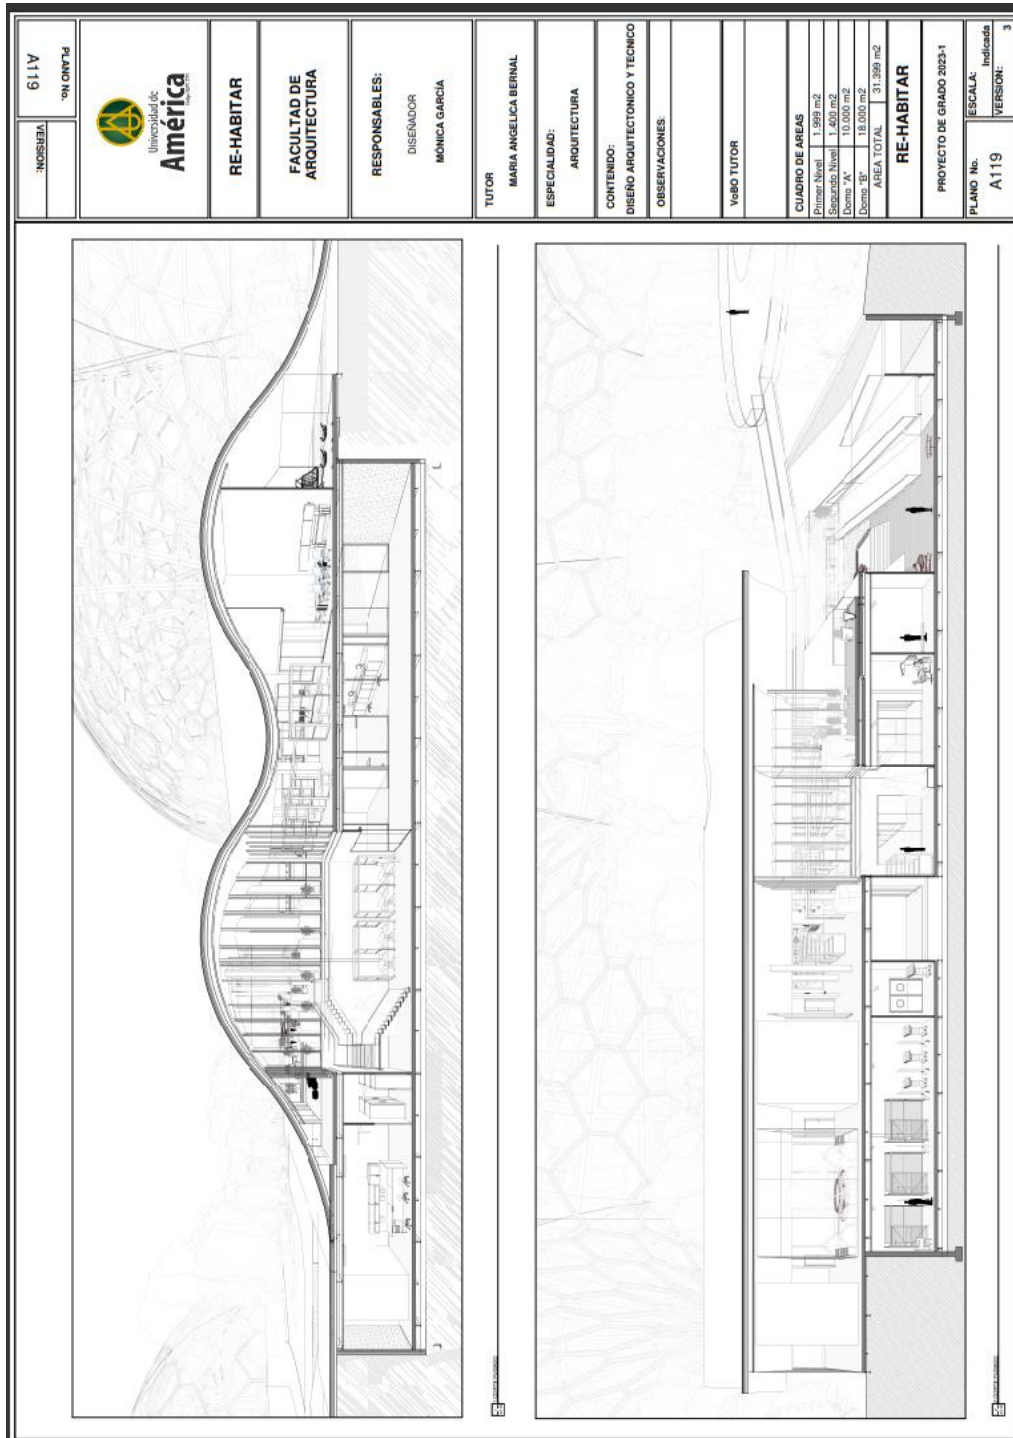 PLANO No.
A119
VERSION:
Universidad de
América
RE-HABITAR
FACULTAD DE
ARQUITECTURA
RESPONSABLES:
DISEÑADOR
MÓNICA GARCÍA
TUTOR
MARIA ANGELICA BERNAL
ESPECIALIDAD:
ARQUITECTURA
CONTENIDO:
DISEÑO ARQUITECTONICO Y TECNICO
OBSERVACIONES:
VoBO TUTOR
CUADRO DE AREAS
Primer Nivel 1.999 m2
Segundo Nivel 1.400 m2
Domo "A" 10.000 m2
Domo "B" 18.000 m2
AREA TOTAL 31.399 m2
RE-HABITAR
PROYECTO DE GRADO 2023-1
PLANO No.
A119
ESCALA:
Indicada
VERSION:
3